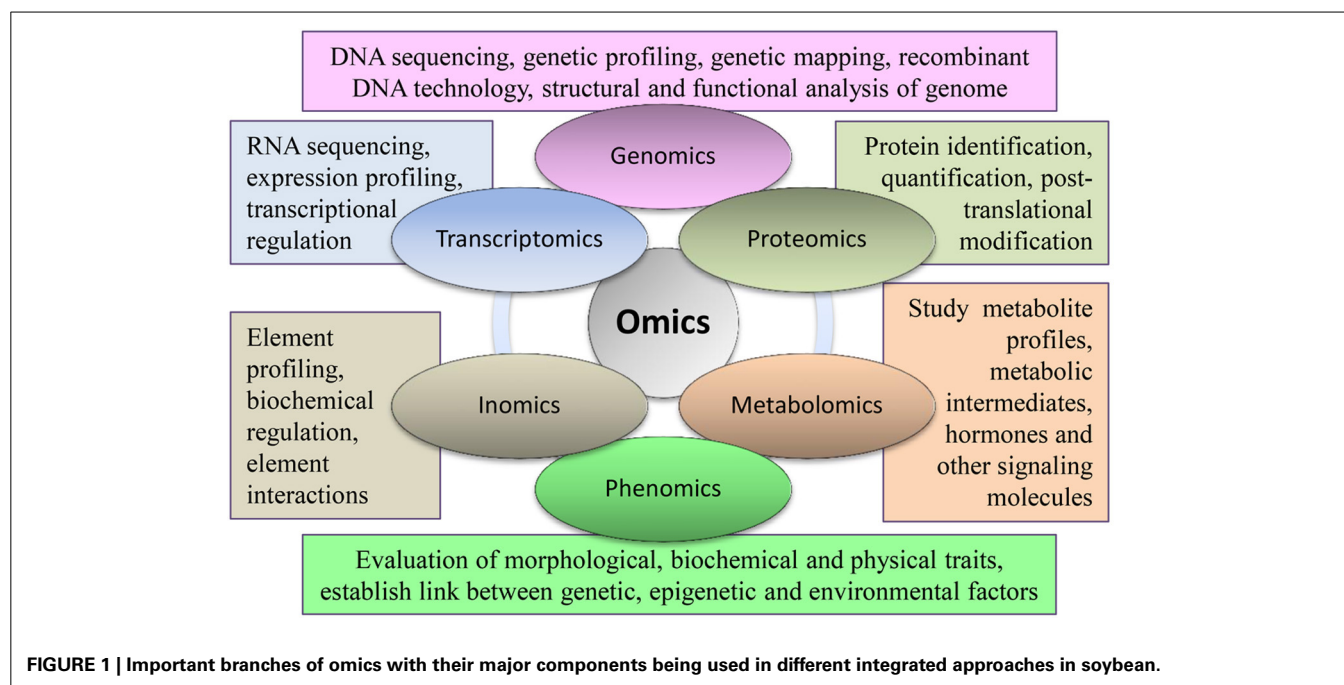 DNA sequencing, genetic profiling, genetic mapping, recombinant
DNA technology, structural and functional analysis of genome
Genomics
RNA sequencing,
expression profiling,
transcriptional
regulation
Transcriptomics
Protein identification,
quantification, post-
translational
modification
Proteomics
Omics
Element
profiling,
biochemical
regulation,
element
interactions
Inomics
Study metabolite
profiles,
metabolic
intermediates,
hormones and
other signaling
molecules
Metabolomics
Phenomics
Evaluation of morphological, biochemical and physical traits,
establish link between genetic, epigenetic and environmental factors
FIGURE 1 | Important branches of omics with their major components being used in different integrated approaches in soybean.